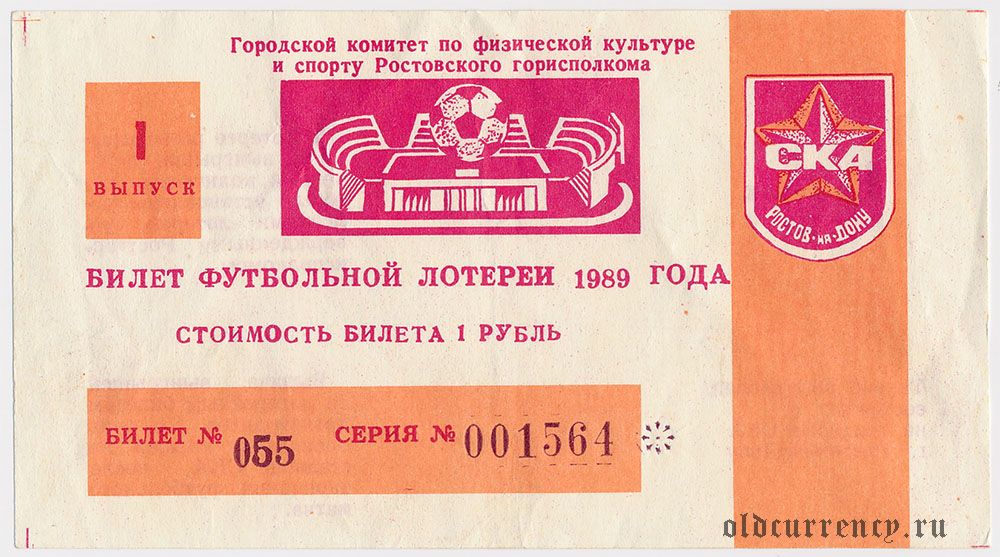 Городской комитет по физической культуре
и спорту Ростовского горисполкома
1
ВЫПУСК
СКА
РОСТОВ-НА-ДОНУ
БИЛЕТ ФУТБОЛЬНОЙ ЛОТЕРЕИ 1989 ГОДА
СТОИМОСТЬ БИЛЕТА 1 РУБЛЬ
БИЛЕТ № 055 СЕРИЯ № 001564
oldcurrency.ru